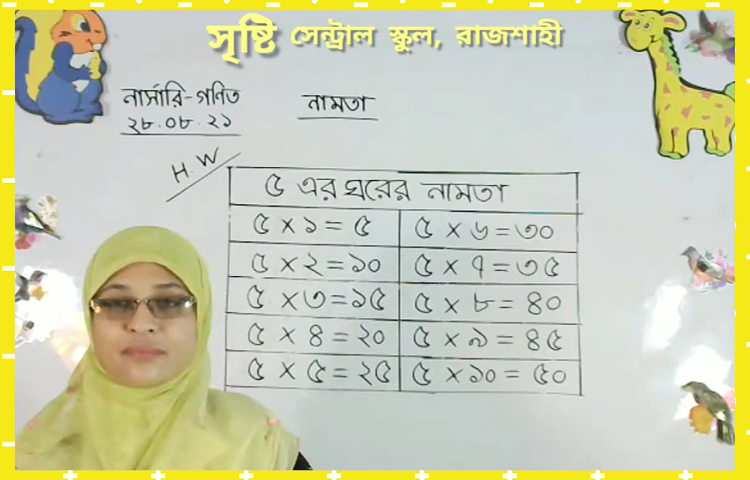 সৃষ্টি সেন্ট্রাল স্কুল, রাজশাহী
নার্সারি-গণিত
২৮.০৮.২১
নামতা
H.W
৫ এর ঘরের নামতা
৫ × ১ = ৫
৫ × ২ = ১০
৫ × ৩ = ১৫
৫ × ৪ = ২০
৫ × ৫ = ২৫
৫ × ৬ = ৩০
৫ × ৭ = ৩৫
৫ × ৮ = ৪০
৫ × ৯ = ৪৫
৫ × ১০ = ৫০